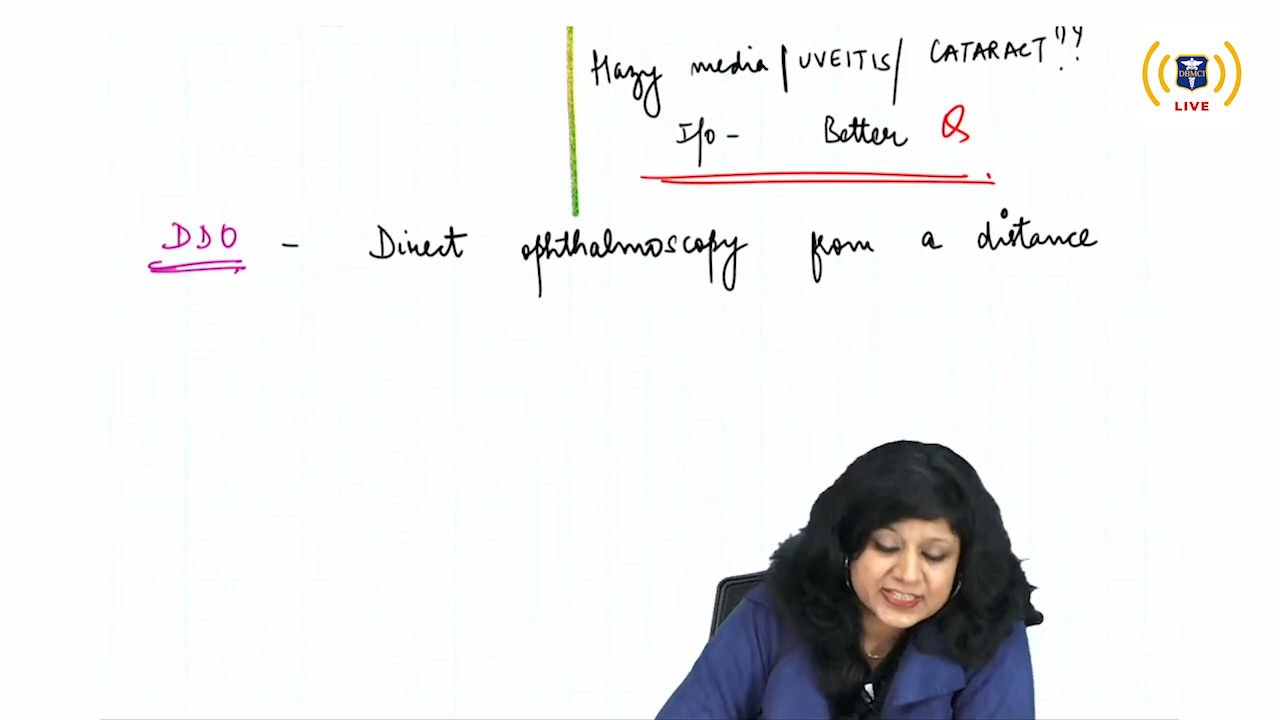 Hazy media / UVEITIS / CATARACT !! ??
I/O - Better
DDO - Direct ophthalmoscopy from a distance
DBMCI
LIVE